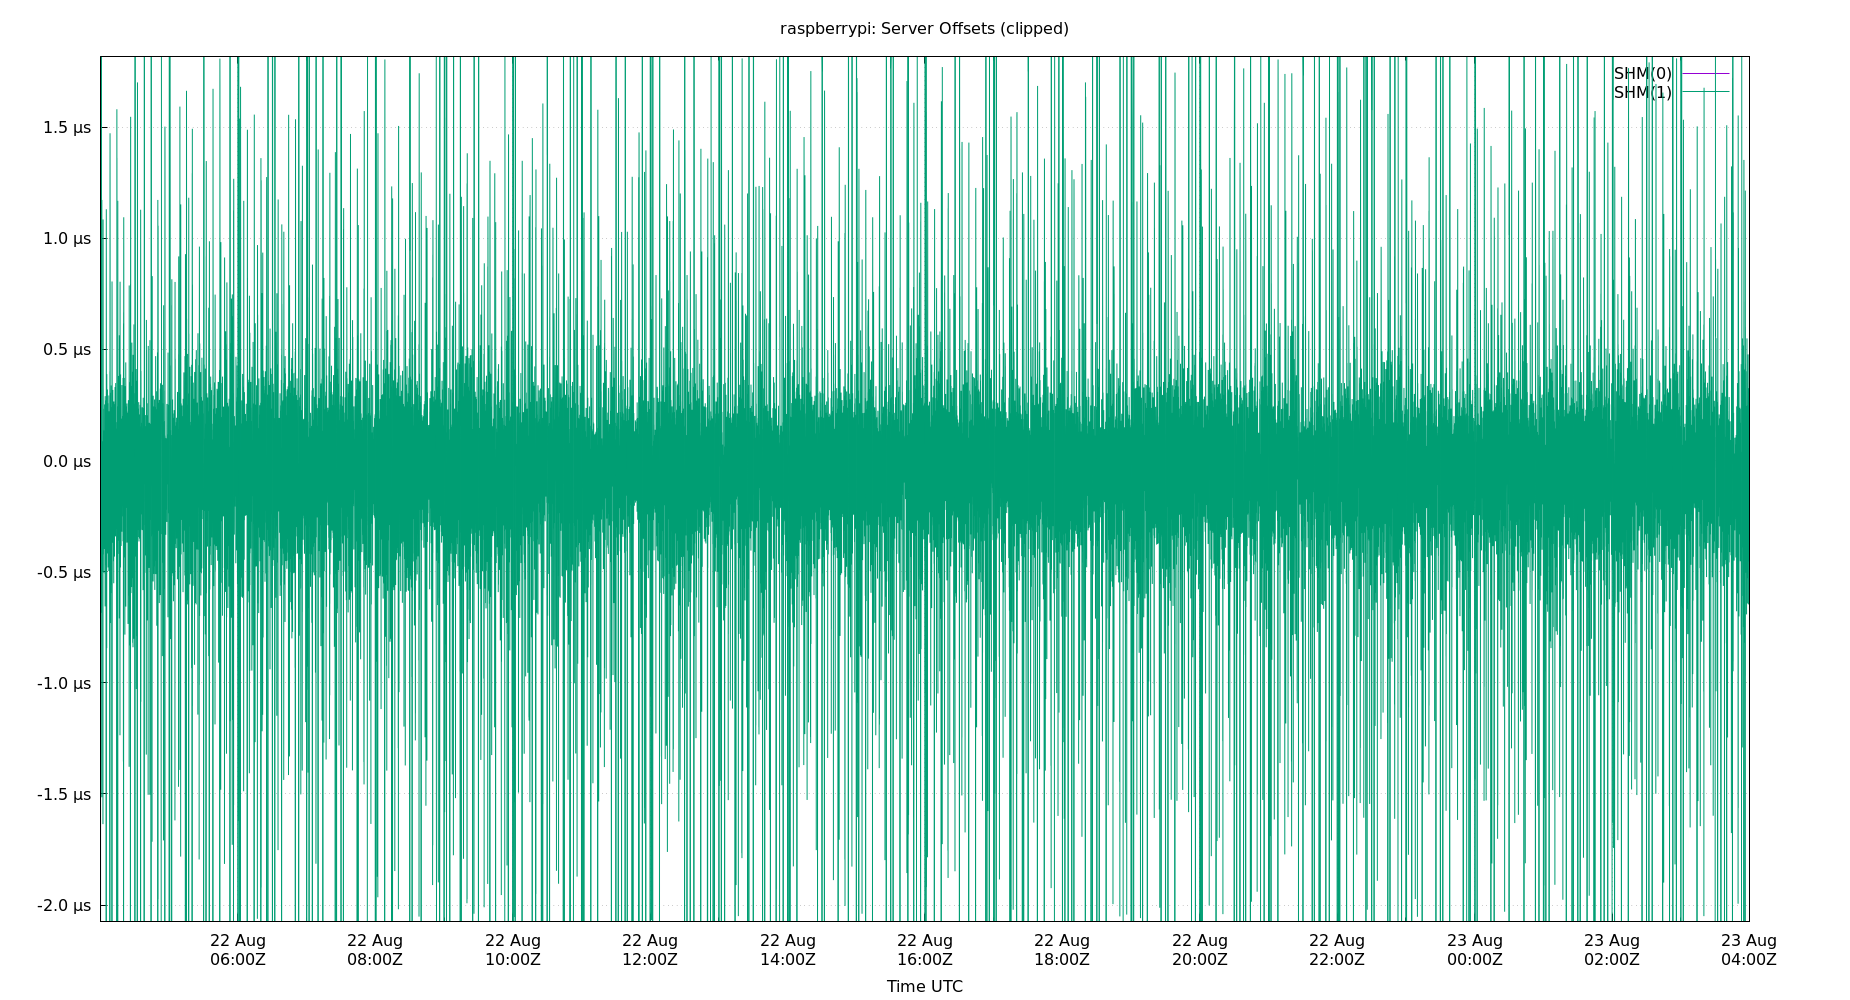 raspberrypi: Server Offsets (clipped)
SHM(0)
SHM(1)
1.5 µs
1.0 µs
0.5 µs
0.0 µs
-0.5 µs
-1.0 µs
-1.5 µs
-2.0 µs
22 Aug 22 Aug 22 Aug 22 Aug 22 Aug 22 Aug 22 Aug 22 Aug 22 Aug 23 Aug 23 Aug 23 Aug
06:00Z 08:00Z 10:00Z 12:00Z 14:00Z 16:00Z 18:00Z 20:00Z 22:00Z 00:00Z 02:00Z 04:00Z
Time UTC